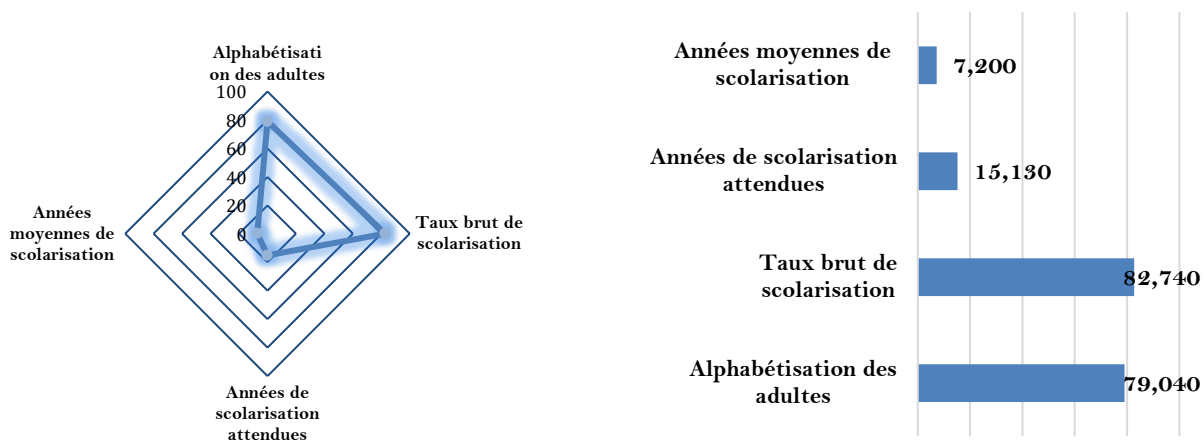 Alphabétisati
on des adultes
100
80
60
40
20
0
Années
moyennes de
scolarisation
Taux brut de
scolarisation
Années de
scolarisation
attendues
Années moyennes de
scolarisation
7,200
Années de scolarisation
attendues
15,130
Taux brut de
scolarisation
82,740
Alphabétisation des
adultes
79,040